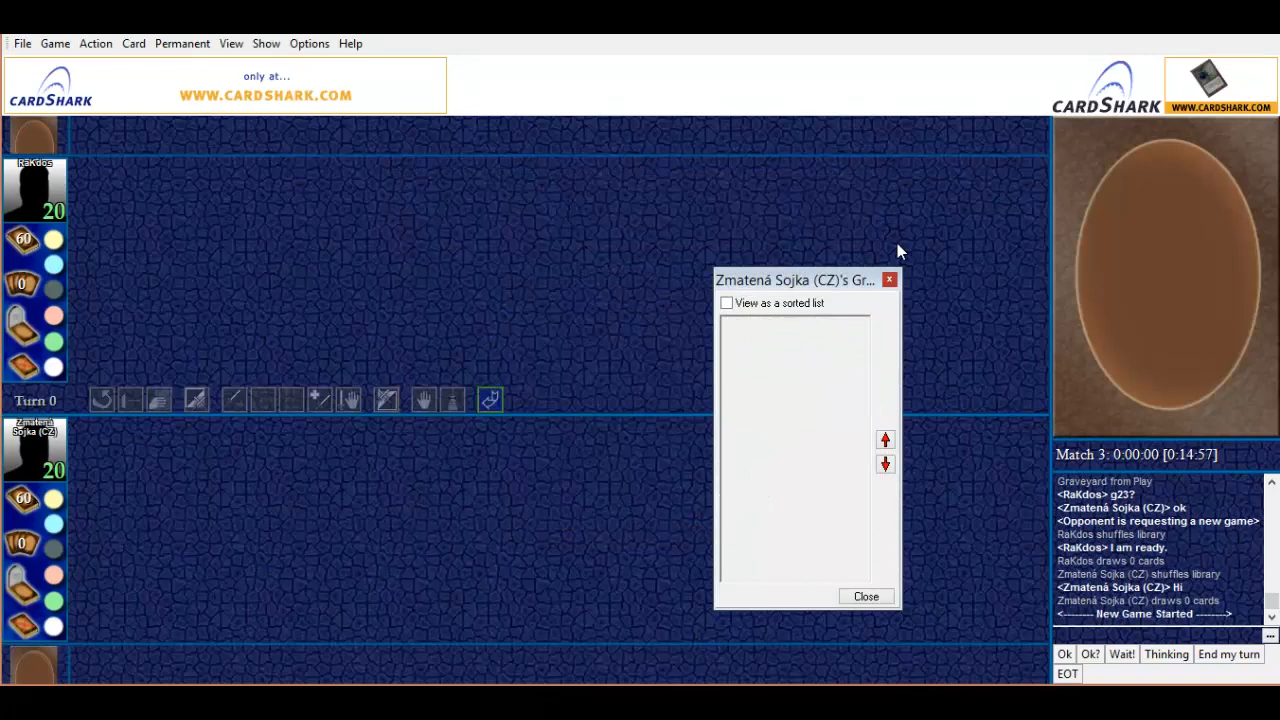 File Game Action Card Permanent View Show Options Help
CARDSHARK
only at...
WWW.CARDSHARK.COM
CARDSHARK
WWW.CARDSHARK.COM
RaKdos
20
60
0
Turn 0
Zmatená
Sojka (CZ)
20
60
0
Zmatená Sojka (CZ)'s Gr...
View as a sorted list
Close
Match 3: 0:00:00 [0:14:57]
Graveyard from Play
<RaKdos> g23?
<Zmatená Sojka (CZ)> ok
<Opponent is requesting a new game>
RaKdos shuffles library
<RaKdos> I am ready.
RaKdos draws 0 cards
Zmatená Sojka (CZ) shuffles library
<Zmatená Sojka (CZ)> Hi
Zmatená Sojka (CZ) draws 0 cards
<-------- New Game Started -------->
...
Ok Ok? Wait! Thinking End my turn
EOT